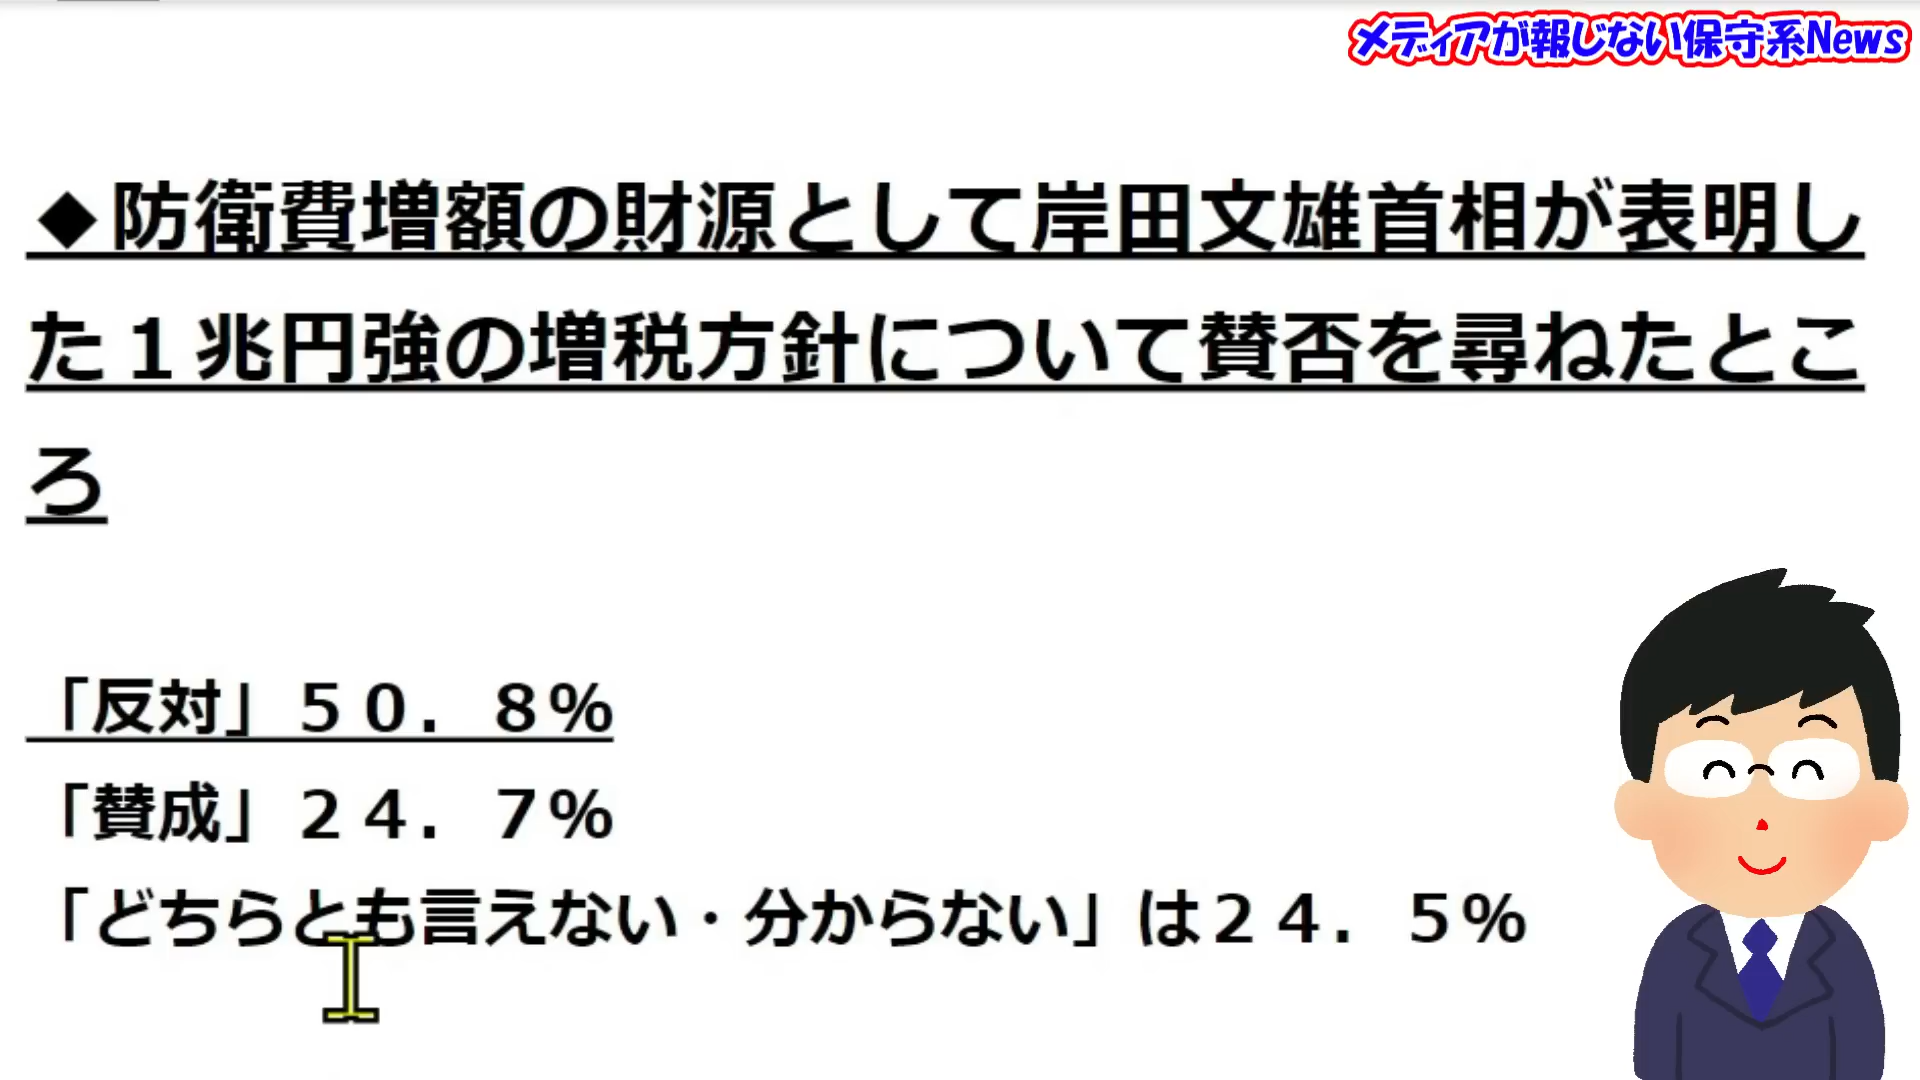 メディアが報じない保守系News
◆防衛費増額の財源として岸田文雄首相が表明し
た１兆円強の増税方針について賛否を尋ねたとこ
ろ
「反対」５０．８％
「賛成」２４．７％
「どちらとも言えない・分からない」は２４．５％